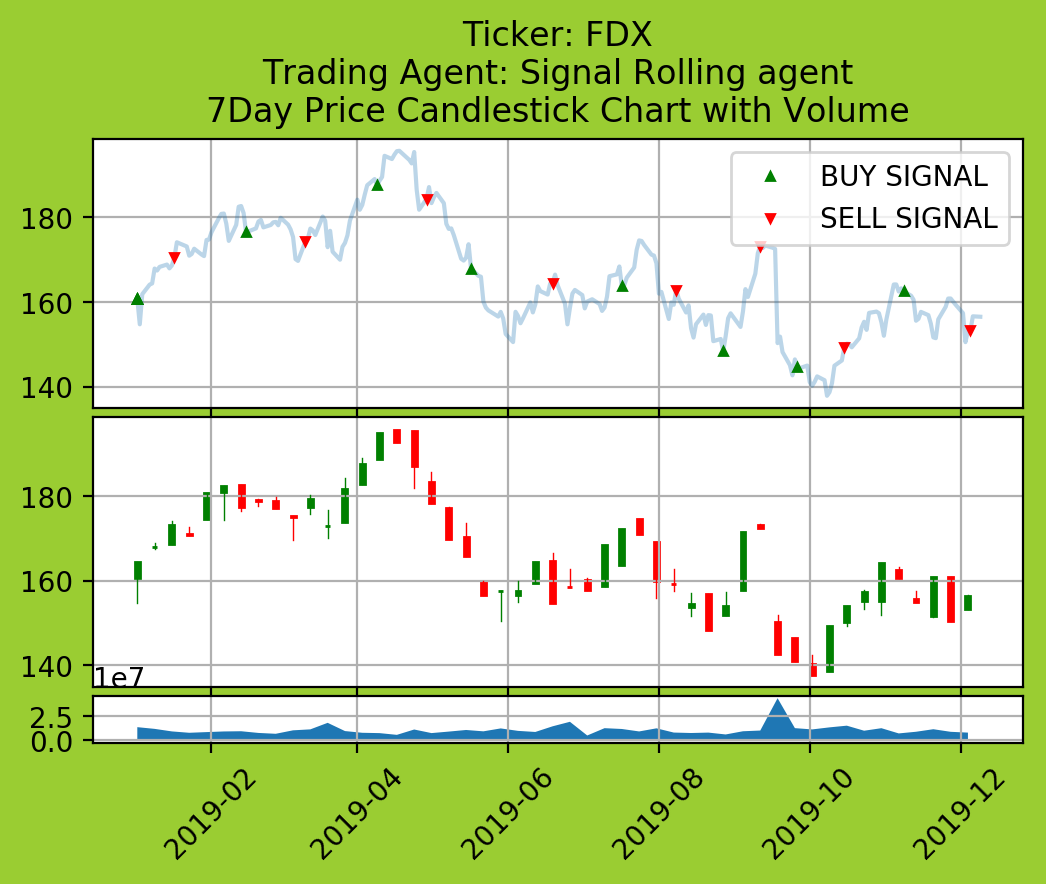 Ticker: FDX
Trading Agent: Signal Rolling agent
7Day Price Candlestick Chart with Volume
BUY SIGNAL
SELL SIGNAL
180
160
140
180
160
140
1e7
2.5
0.0
2019-02
2019-04
2019-06
2019-08
2019-10
2019-12